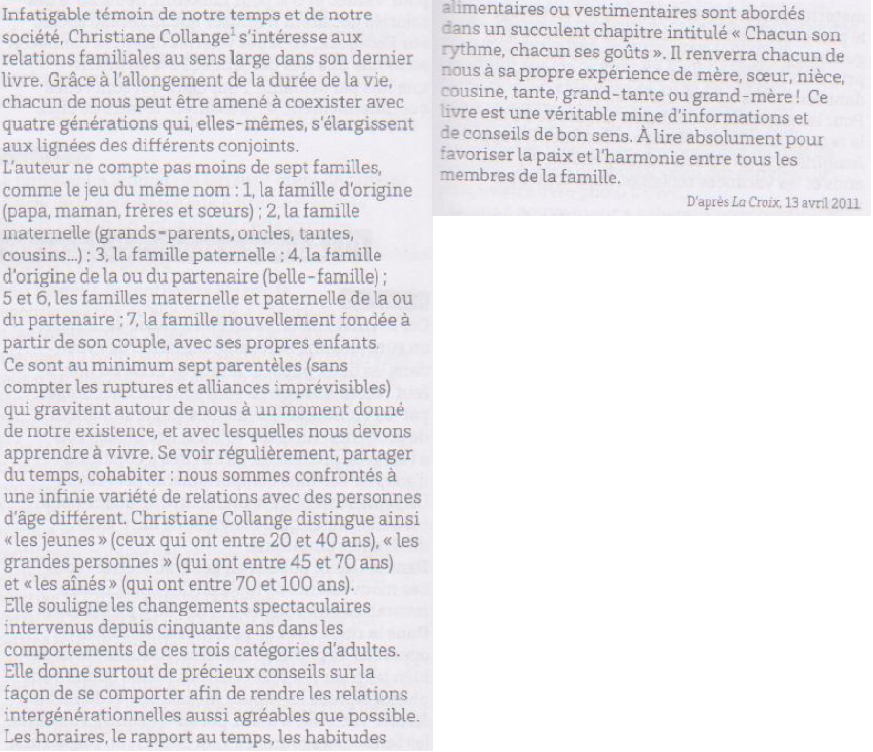 Infatigable témoin de notre temps et de notre
société, Christiane Collange¹ s'intéresse aux
relations familiales au sens large dans son dernier
livre. Grâce à l'allongement de la durée de la vie,
chacun de nous peut être amené à coexister avec
quatre générations qui, elles-mêmes, s'élargissent
aux lignées des différents conjoints.
L'auteur ne compte pas moins de sept familles,
comme le jeu du même nom : 1, la famille d'origine
(papa, maman, frères et sœurs) ; 2, la famille
maternelle (grands-parents, oncles, tantes,
cousins...) ; 3, la famille paternelle ; 4, la famille
d'origine de la ou du partenaire (belle-famille) ;
5 et 6, les familles maternelle et paternelle de la ou
du partenaire ; 7, la famille nouvellement fondée à
partir de son couple, avec ses propres enfants.
Ce sont au minimum sept parentèles (sans
compter les ruptures et alliances imprévisibles)
qui gravitent autour de nous à un moment donné
de notre existence, et avec lesquelles nous devons
apprendre à vivre. Se voir régulièrement, partager
du temps, cohabiter : nous sommes confrontés à
une infinie variété de relations avec des personnes
d'âge différent. Christiane Collange distingue ainsi
« les jeunes » (ceux qui ont entre 20 et 40 ans), « les
grandes personnes » (qui ont entre 45 et 70 ans)
et « les aînés » (qui ont entre 70 et 100 ans).
Elle souligne les changements spectaculaires
intervenus depuis cinquante ans dans les
comportements de ces trois catégories d'adultes.
Elle donne surtout de précieux conseils sur la
façon de se comporter afin de rendre les relations
intergénérationnelles aussi agréables que possible.
Les horaires, le rapport au temps, les habitudes
alimentaires ou vestimentaires sont abordés
dans un succulent chapitre intitulé « Chacun son
rythme, chacun ses goûts ». Il renverra chacun de
nous à sa propre expérience de mère, sœur, nièce,
cousine, tante, grand-tante ou grand-mère ! Ce
livre est une véritable mine d'informations et
de conseils de bon sens. À lire absolument pour
favoriser la paix et l'harmonie entre tous les
membres de la famille.
D'après La Croix, 13 avril 2011